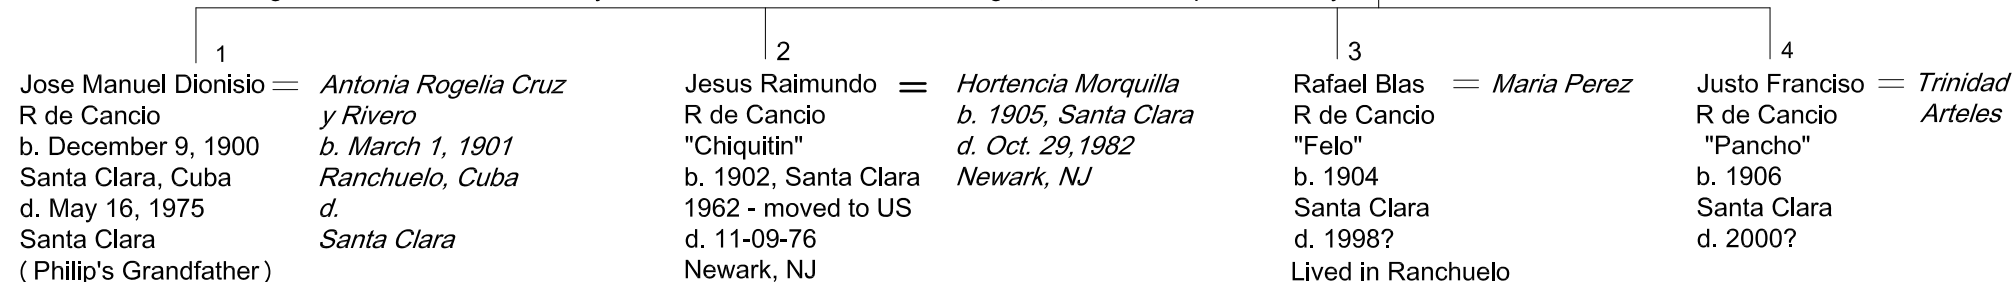 1
Jose Manuel Dionisio =
R de Cancio
b. December 9, 1900
Santa Clara, Cuba
d. May 16, 1975
Santa Clara
(Philip's Grandfather)
Antonia Rogelia Cruz
y Rivero
b. March 1, 1901
Ranchuelo, Cuba
d.
Santa Clara
2
Jesus Raimundo =
R de Cancio
"Chiquitin"
b. 1902, Santa Clara
1962 - moved to US
d. 11-09-76
Newark, NJ
Hortencia Morquilla
b. 1905, Santa Clara
d. Oct. 29,1982
Newark, NJ
3
Rafael Blas = Maria Perez
R de Cancio
"Felo"
b. 1904
Santa Clara
d. 1998?
Lived in Ranchuelo
4
Justo Franciso =
R de Cancio
"Pancho"
b. 1906
Santa Clara
d. 2000?
Trinidad
Arteles